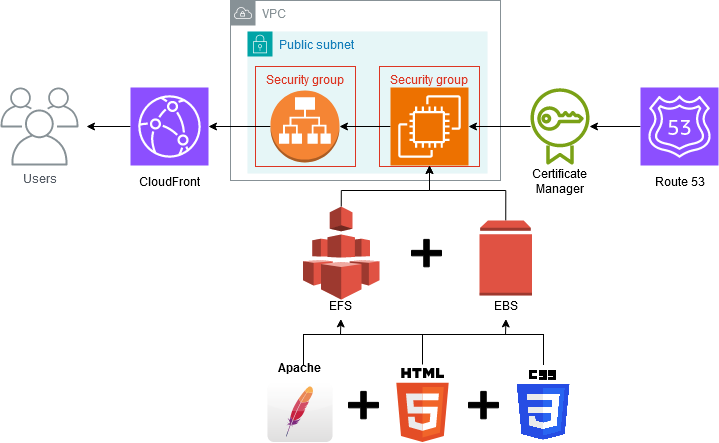 VPC
Public subnet
Security group
Security group
Users
CloudFront
Certificate
Manager
53
Route 53
EFS
EBS
Apache
HTML
5
CSS
3